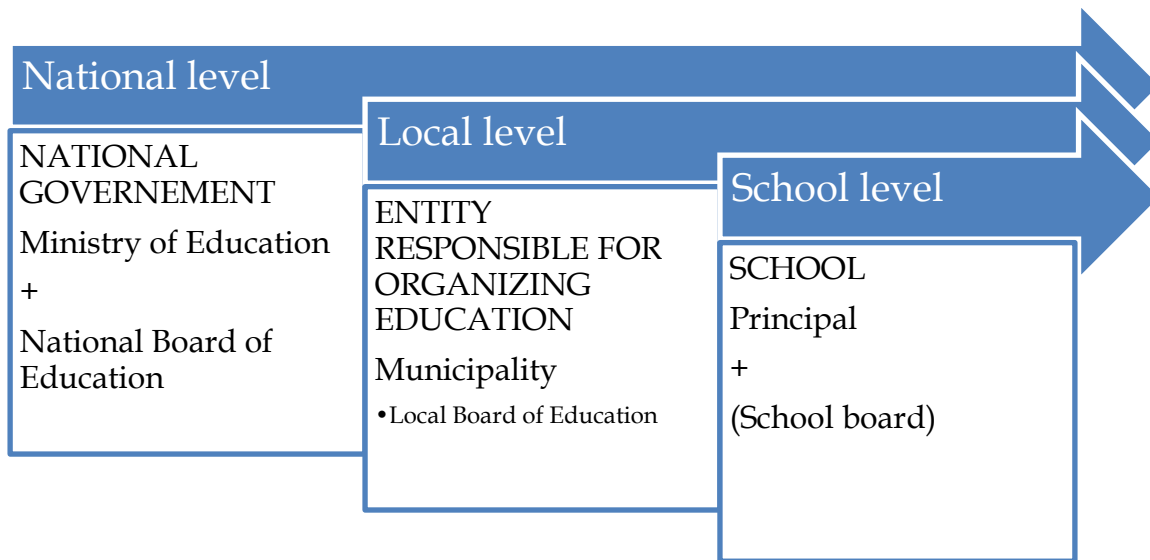 National level
NATIONAL
GOVERNEMENT
Ministry of Education
+
National Board of
Education
Local level
ENTITY
RESPONSIBLE FOR
ORGANIZING
EDUCATION
Municipality
•Local Board of Education
School level
SCHOOL
Principal
+
(School board)